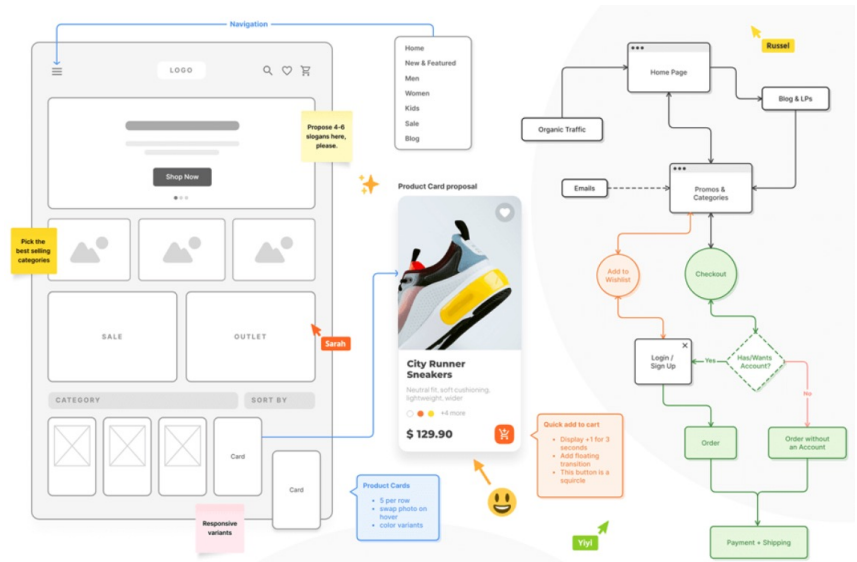 Navigation
LOGO
Shop Now
Propose 4-6
slogans here,
please.
Pick the
best selling
categories
SALE
OUTLET
Sarah
CATEGORY
SORT BY
Card
Card
Responsive
variants
Home
New & Featured
Men
Women
Kids
Sale
Blog
Product Card proposal
City Runner
Sneakers
Neutral fit, soft cushioning,
lightweight, wider
+4 more
$ 129.90
Product Cards
• 5 per row
• swap photo on
hover
• color variants
Quick add to cart
• Display +1 for 3
seconds
• Add floating
transition
• This button is a
squircle
Yiyi
Russel
Home Page
Blog & LPs
Organic Traffic
Emails
Promos &
Categories
Add to
Wishlist
Checkout
Login /
Sign Up
Yes
Has/Wants
Account?
No
Order
Order without
an Account
Payment + Shipping